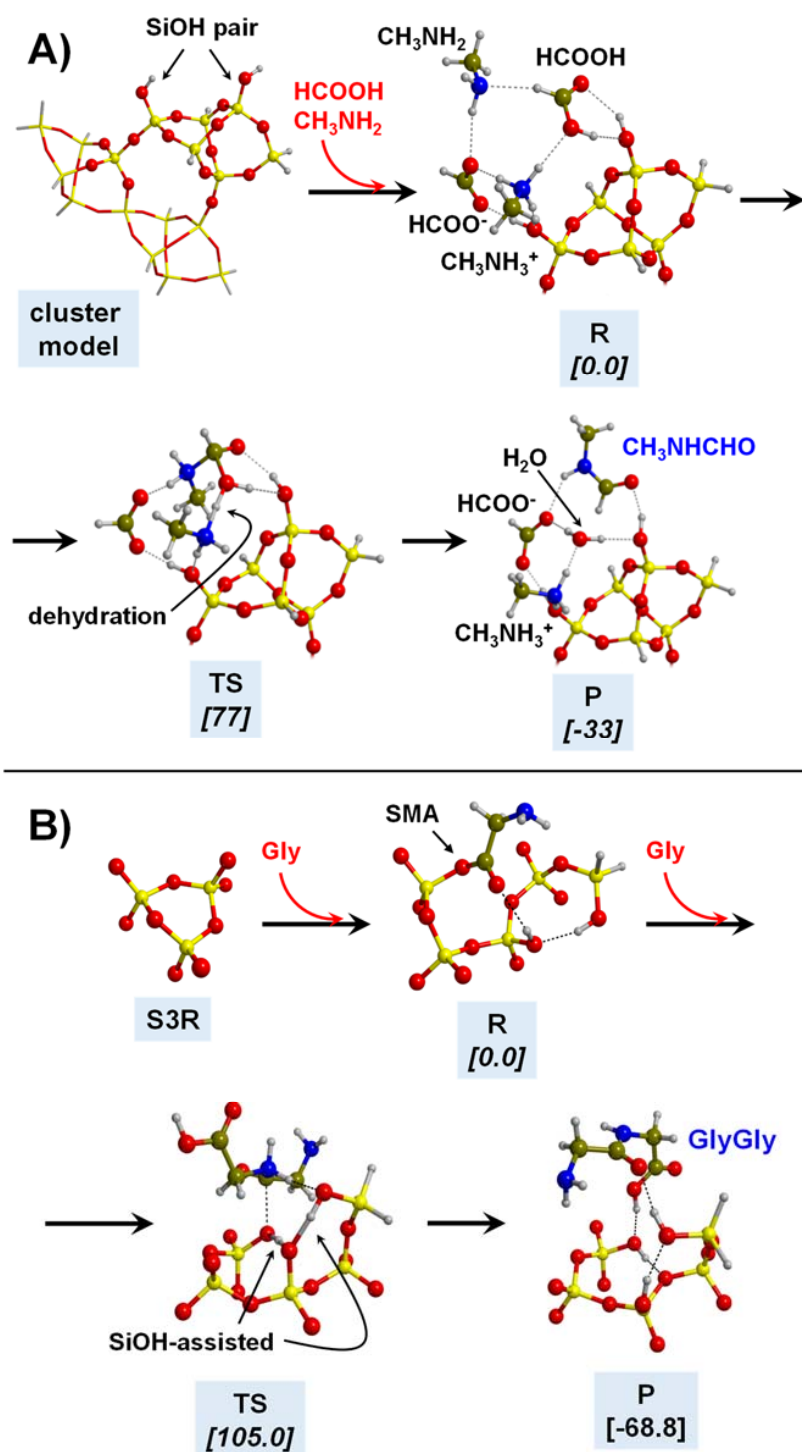 A)
SiOH pair
HCOOH
CH₃NH₂
cluster
model
CH₃NH₂
HCOOH
HCOO⁻
CH₃NH₃⁺
R
[0.0]
dehydration
TS
[77]
H₂O
CH₃NHCHO
HCOO⁻
CH₃NH₃⁺
P
[-33]
B)
S3R
Gly
SMA
R
[0.0]
Gly
SiOH-assisted
TS
[105.0]
GlyGly
P
[-68.8]